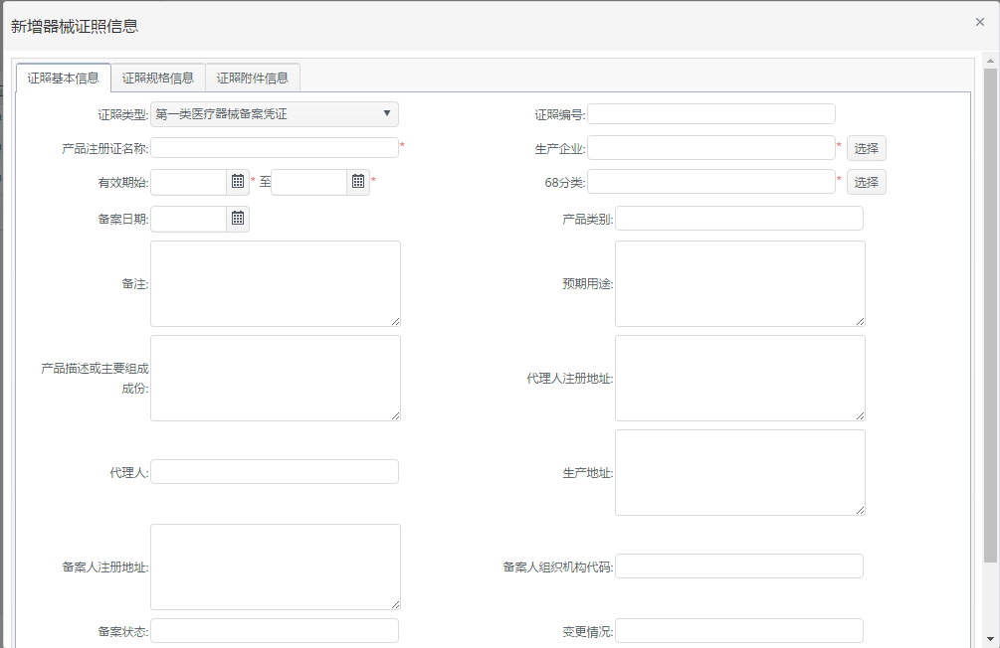 新增器械证照信息
×
证照基本信息 证照规格信息 证照附件信息
证照类型: 第一类医疗器械备案凭证 ▼ 证照编号:
产品注册证名称: * 生产企业: * 选择
有效期始: * 至 * 68分类: * 选择
备案日期: 产品类别:
备注: 预期用途:
产品描述或主要组成
成份:
代理人注册地址:
代理人: 生产地址:
备案人注册地址: 备案人组织机构代码:
备案状态: 变更情况: